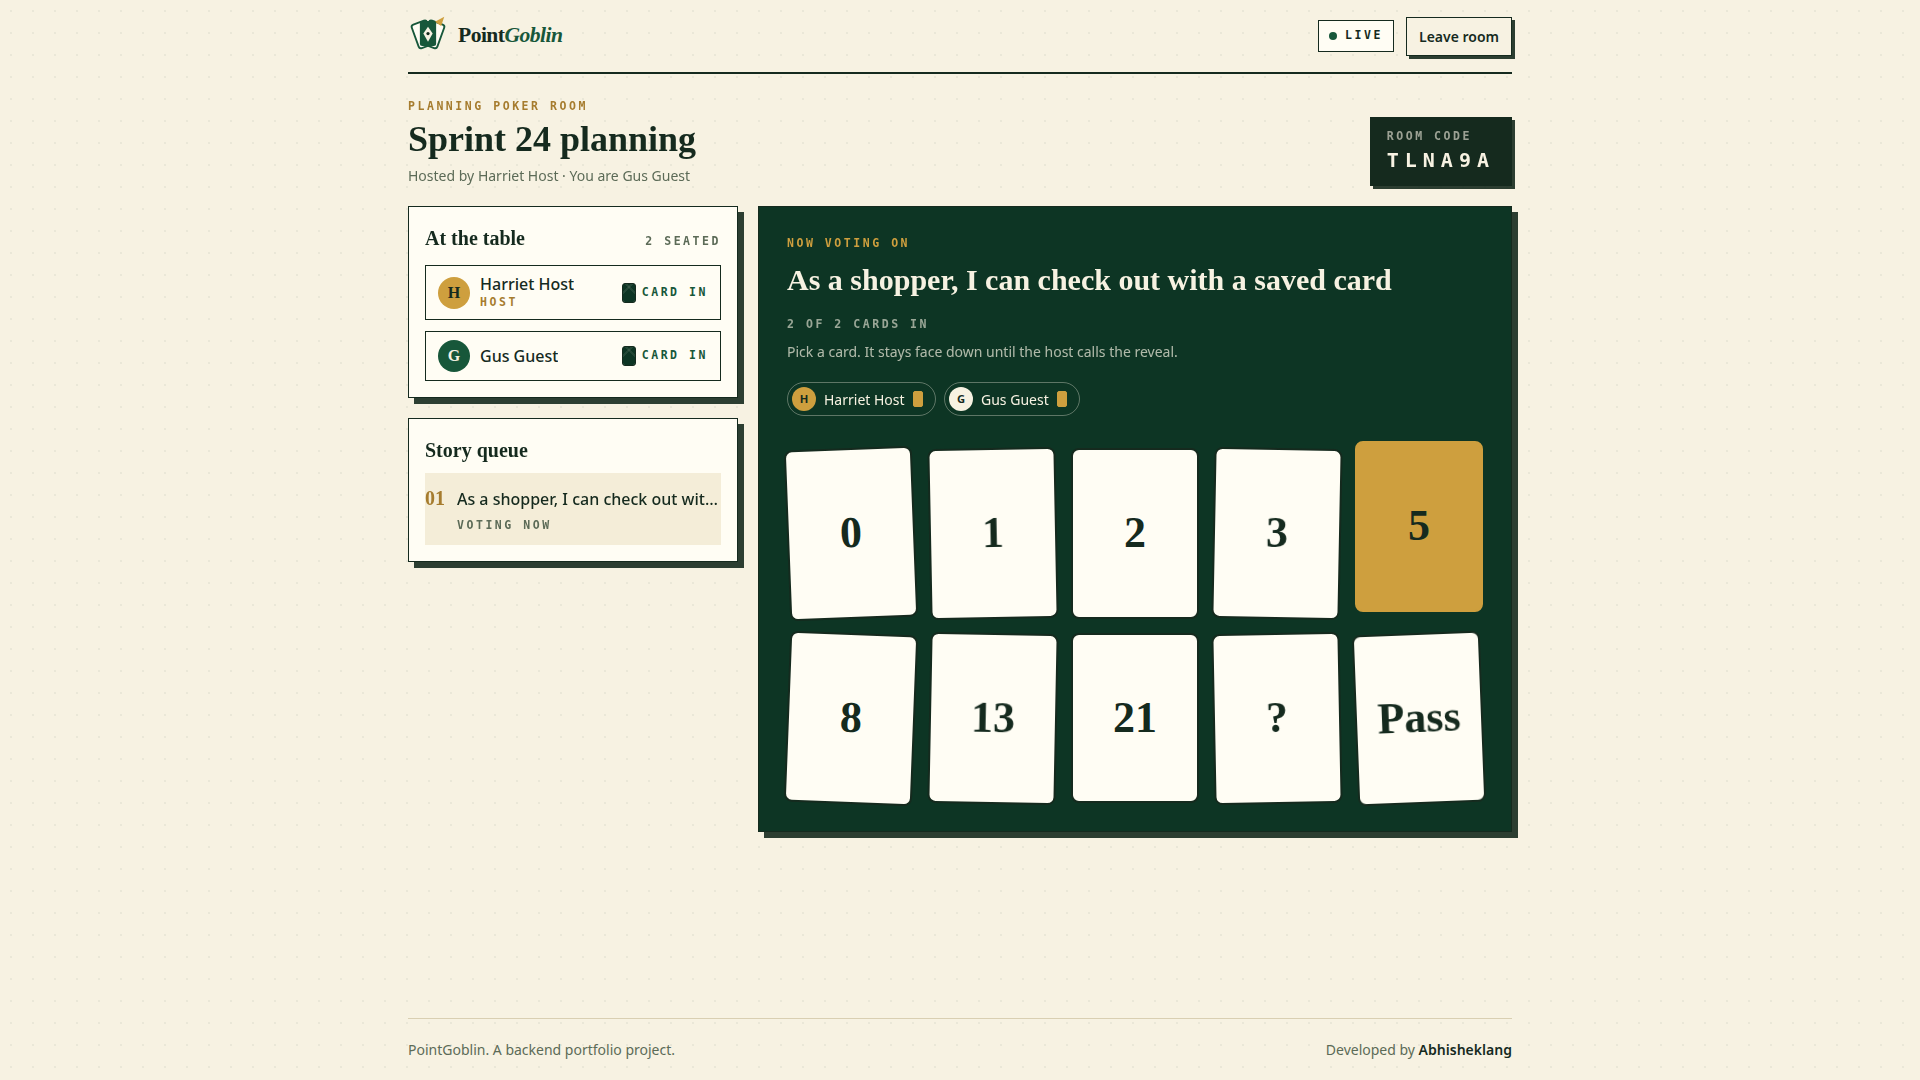 PointGoblin
LIVE
Leave room
PLANNING POKER ROOM
Sprint 24 planning
Hosted by Harriet Host · You are Gus Guest
ROOM CODE
TLNA9A
At the table
2 SEATED
H
Harriet Host
HOST
CARD IN
G
Gus Guest
CARD IN
Story queue
01 As a shopper, I can check out wit...
VOTING NOW
NOW VOTING ON
As a shopper, I can check out with a saved card
2 OF 2 CARDS IN
Pick a card. It stays face down until the host calls the reveal.
H Harriet Host
G Gus Guest
0 1 2 3 5
8 13 21 ? Pass
PointGoblin. A backend portfolio project.
Developed by Abhisheklang